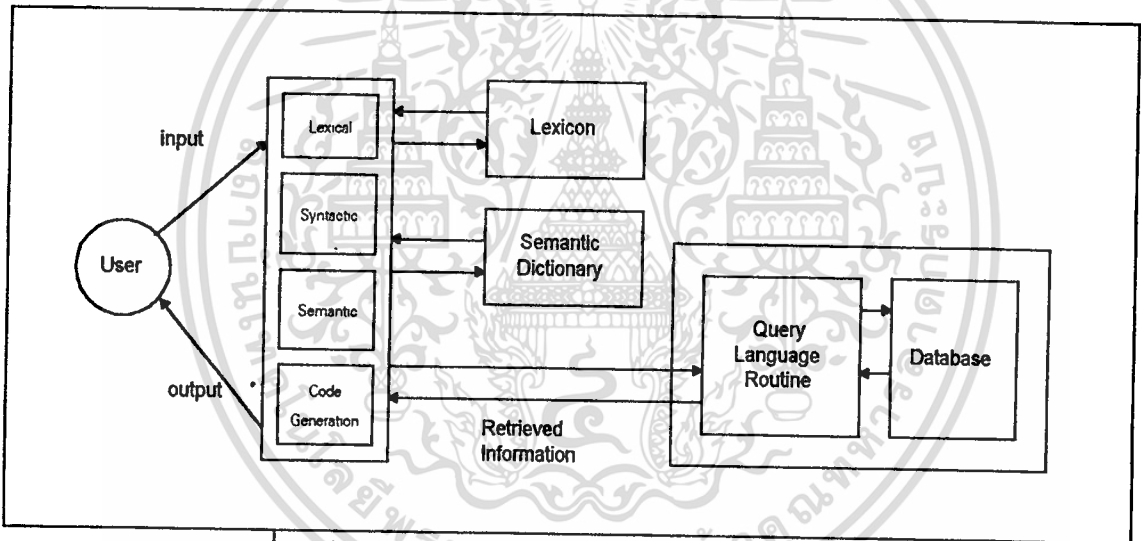 input
Lexical
Lexicon
Syntactic
User
Semantic
Dictionary
Semantic
Query
Language
Routine
Database
output
Code
Generation
Retrieved
Information